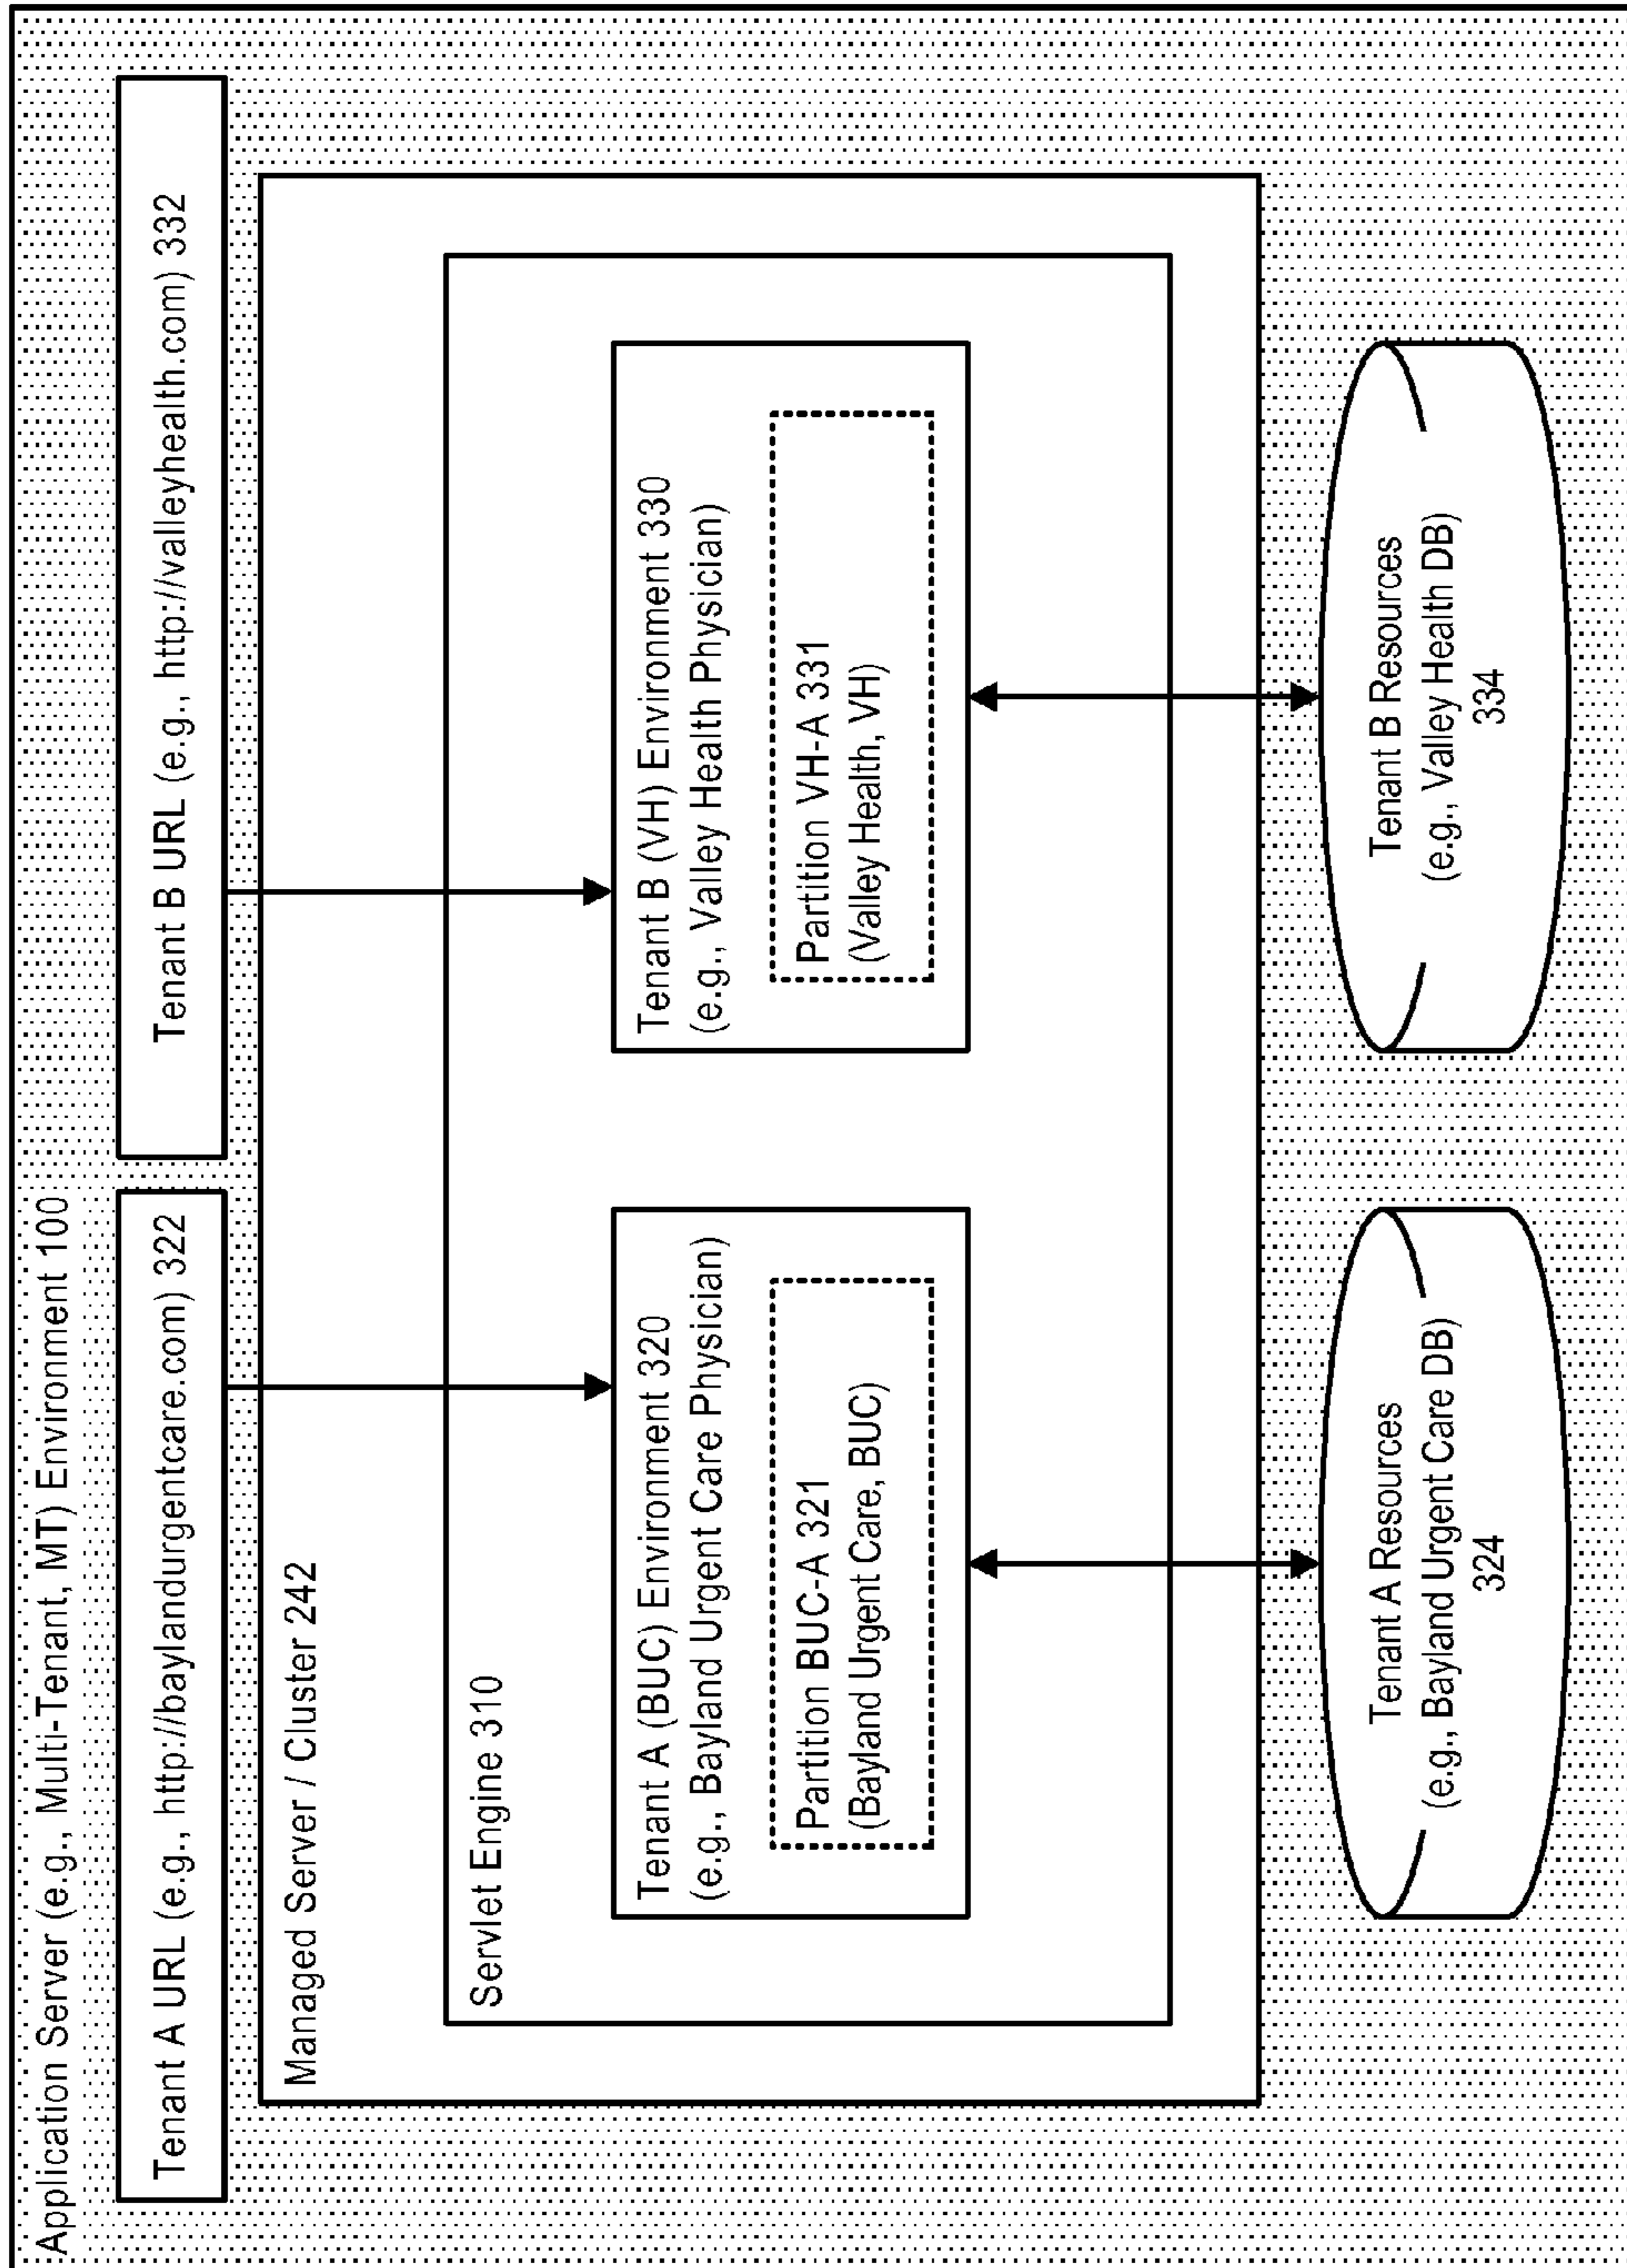 Application Server (e.g., Multi-Tenant, MT) Environment 100
Tenant A URL (e.g., http://baylandurgentcare.com) 322
Tenant B URL (e.g., http://valleyhealth.com) 332
Managed Server / Cluster 242
Servlet Engine 310
Tenant A (BUC) Environment 320
(e.g., Bayland Urgent Care Physician)
Partition BUC-A 321
(Bayland Urgent Care, BUC)
Tenant B (VH) Environment 330
(e.g., Valley Health Physician)
Partition VH-A 331
(Valley Health, VH)
Tenant A Resources
(e.g., Bayland Urgent Care DB)
324
Tenant B Resources
(e.g., Valley Health DB)
334